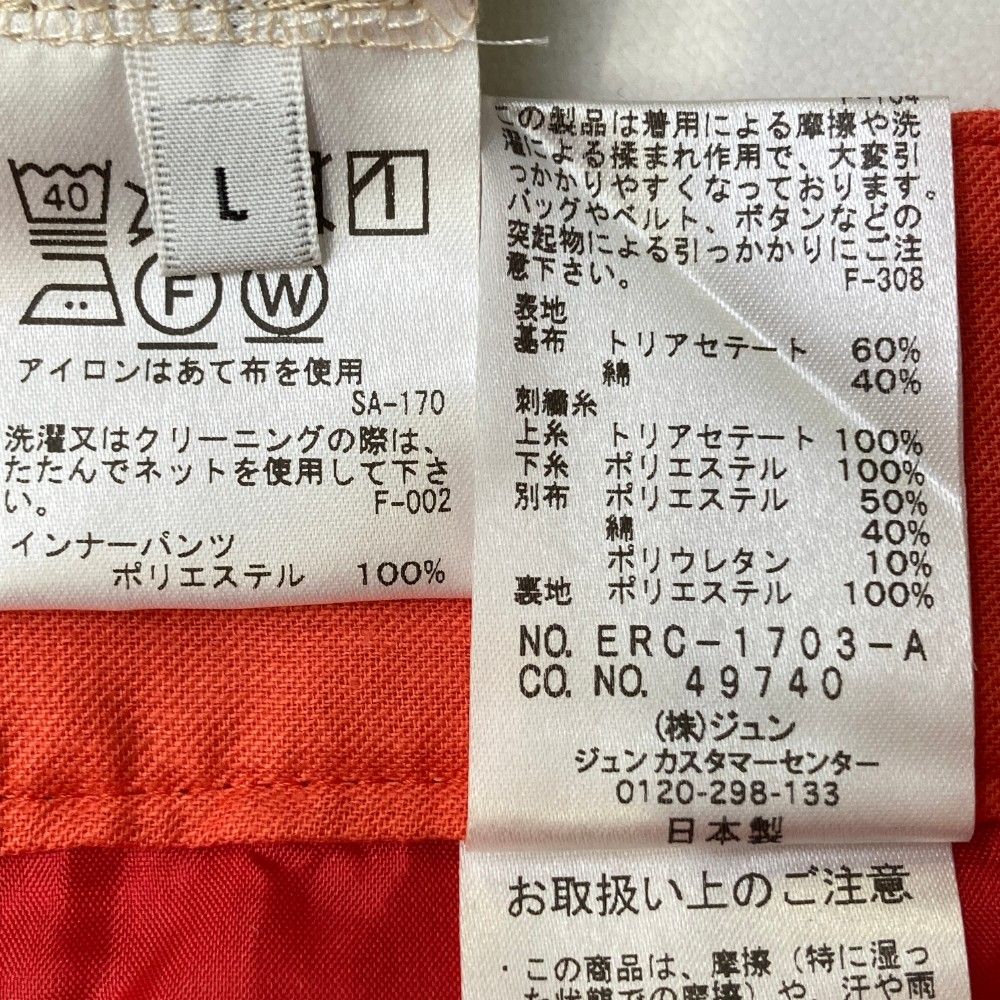 40
L
F
W
アイロンはあて布を使用
SA-170
洗濯又はクリーニングの際は、
たたんでネットを使用して下さ
い。 F-002
インナーパンツ
ポリエステル 100%
この製品は着用による摩擦や洗
濯による揉まれ作用で、大変引
っかかりやすくなっております。
バッグやベルト、ボタンなどの
突起物による引っかかりにご注
意下さい。 F-308
表地
基布 トリアセテート 60%
綿 40%
刺繍糸
上糸 トリアセテート 100%
下糸 ポリエステル 100%
別布 ポリエステル 50%
綿 40%
ポリウレタン 10%
裏地 ポリエステル 100%
NO. ERC-1703-A
CO. NO. 49740
(株)ジュン
ジュンカスタマーセンター
0120-298-133
日本製
お取扱い上のご注意
・この商品は、摩擦(特に湿っ
た状態での摩擦)や、汗や雨